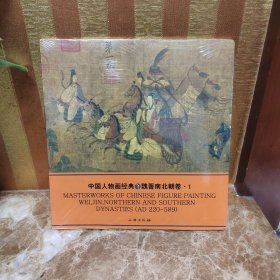 中国人物画经典 魏晋南北朝卷·1
MASTERWORKS OF CHINESE FIGURE PAINTING
WEI,JIN,NORTHERN AND SOUTHERN
DYNASTIES (AD 220-589)